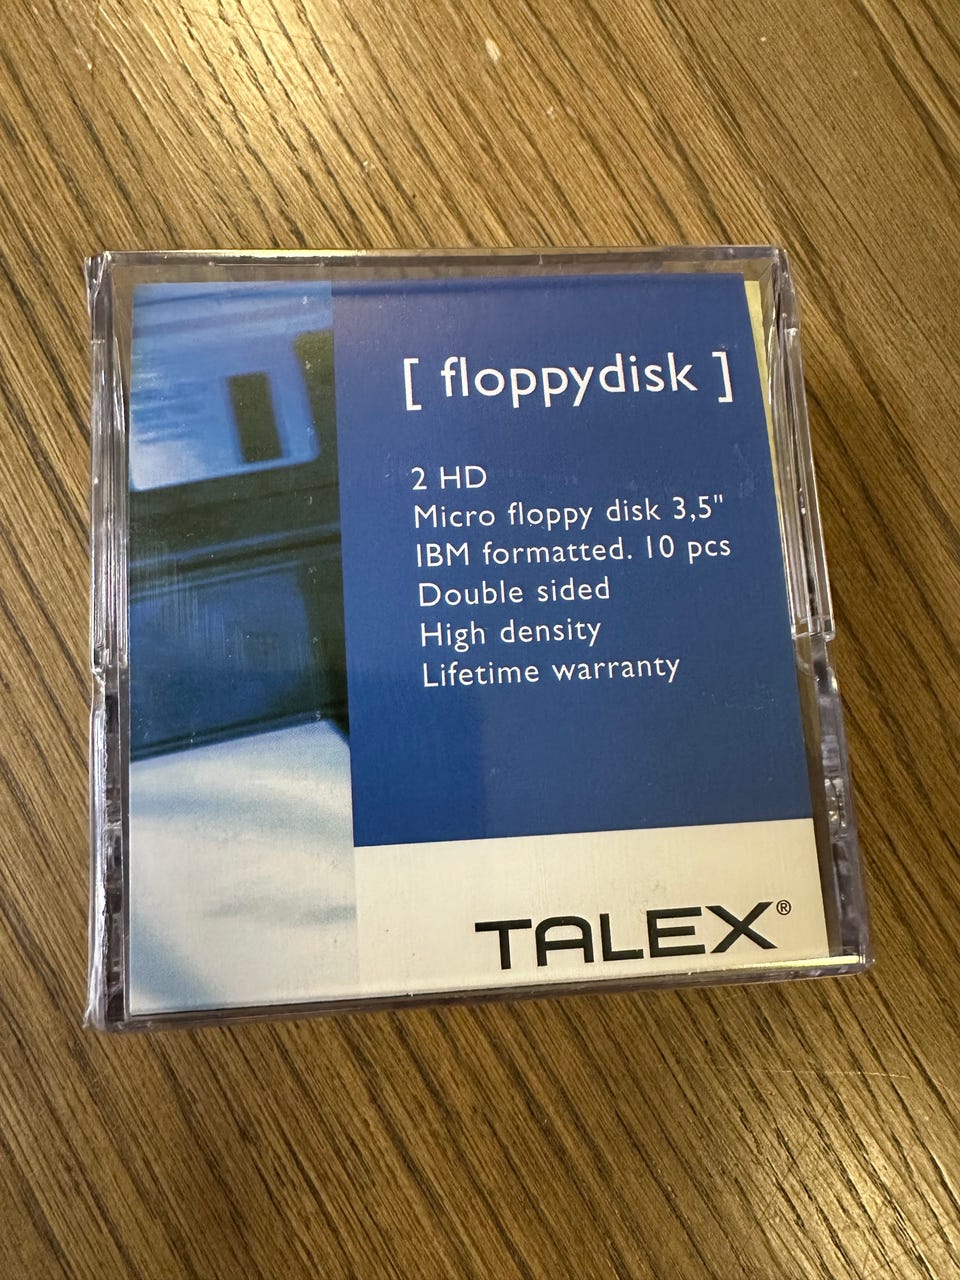 [ floppydisk ]
2 HD
Micro floppy disk 3,5"
IBM formatted. 10 pcs
Double sided
High density
Lifetime warranty
TALEX®